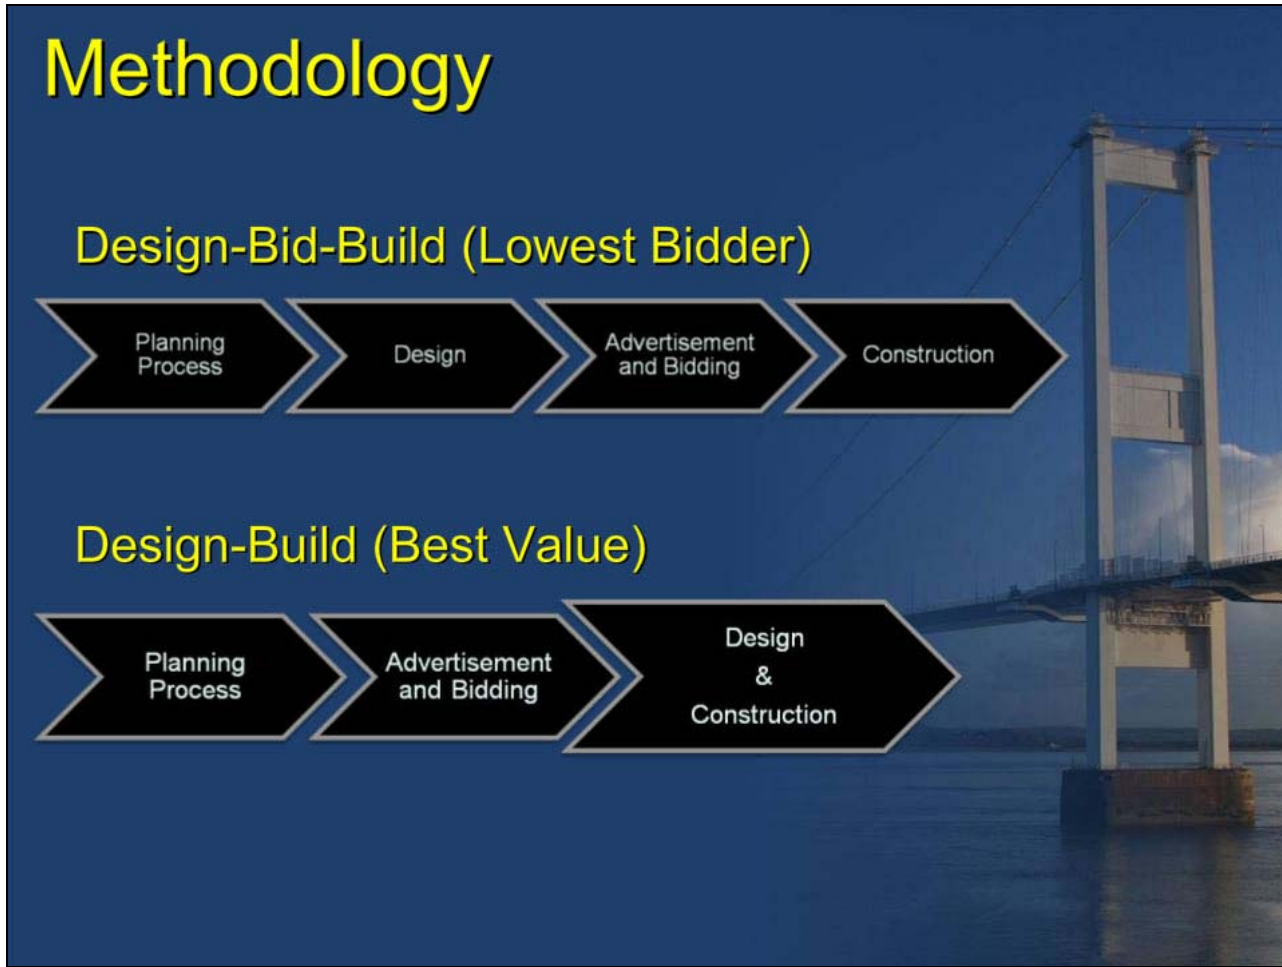 Methodology
Design-Bid-Build (Lowest Bidder)
Planning
Process
Design
Advertisement
and Bidding
Construction
Design-Build (Best Value)
Planning
Process
Advertisement
and Bidding
Design
&
Construction